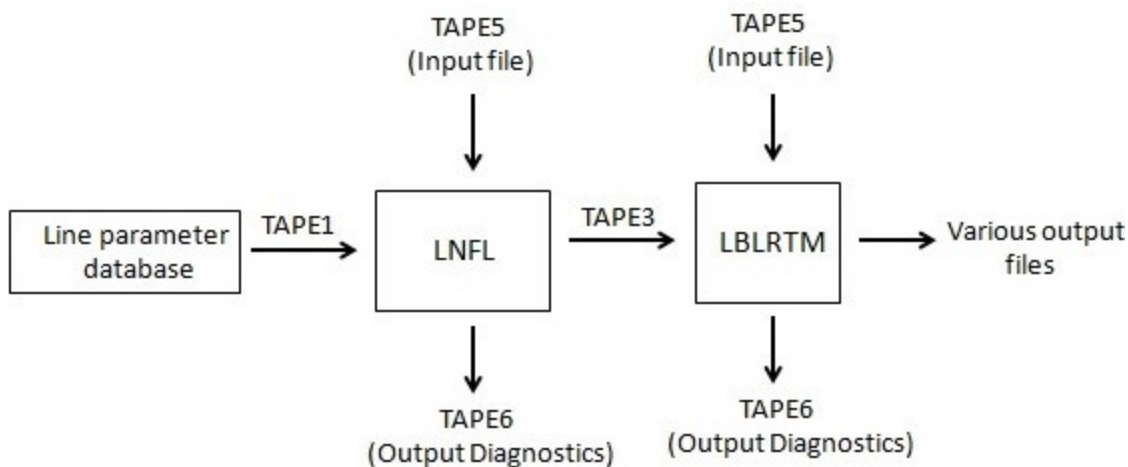 TAPE5
(Input file)
TAPE5
(Input file)
Line parameter
database
TAPE1
LNFL
TAPE3
LBLRTM
Various output
files
TAPE6
(Output Diagnostics)
TAPE6
(Output Diagnostics)